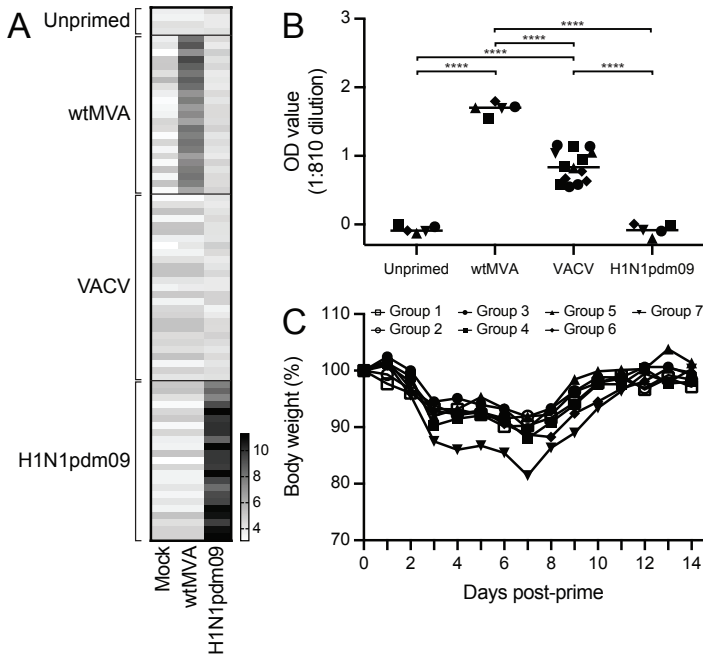 A
Unprimed
wtMVA
VACV
H1N1pdm09
10
8
6
4
Mock
wtMVA
H1N1pdm09
B
****
****
****
**** ****
OD value
(1:810 dilution)
3
2
1
0
Unprimed wtMVA VACV H1N1pdm09
C
Group 1 Group 3 Group 5 Group 7
Group 2 Group 4 Group 6
Body weight (%)
110
100
90
80
70
0 2 4 6 8 10 12 14
Days post-prime